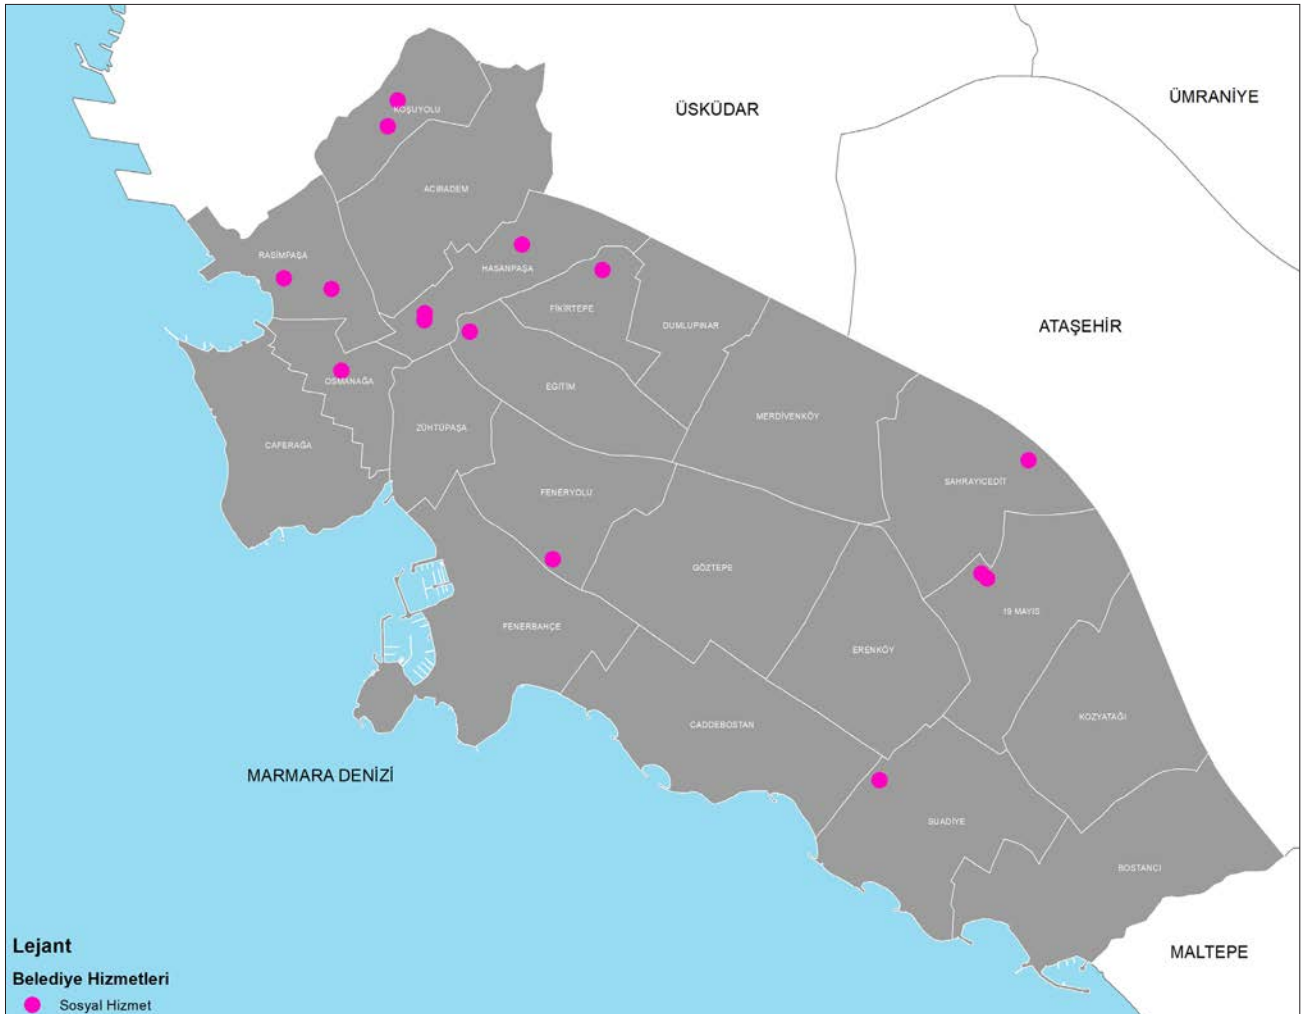 ÜMRANİYE
ÜSKÜDAR
KOŞUYOLU
ACIBADEM
RASİMPAŞA
HASANPAŞA
FİKİRTEPE
DUMLUPINAR
ATAŞEHİR
OSMANAĞA
EĞİTİM
MERDİVENKÖY
ZÜHTÜPAŞA
CAFERAĞA
SAHRAYICEDİT
FENERYOLU
GÖZTEPE
19 MAYIS
FENERBAHÇE
ERENKÖY
KOZYATAĞI
CADDEBOSTAN
MARMARA DENİZİ
SUADİYE
BOSTANCI
MALTEPE
Lejant
Belediye Hizmetleri
Sosyal Hizmet